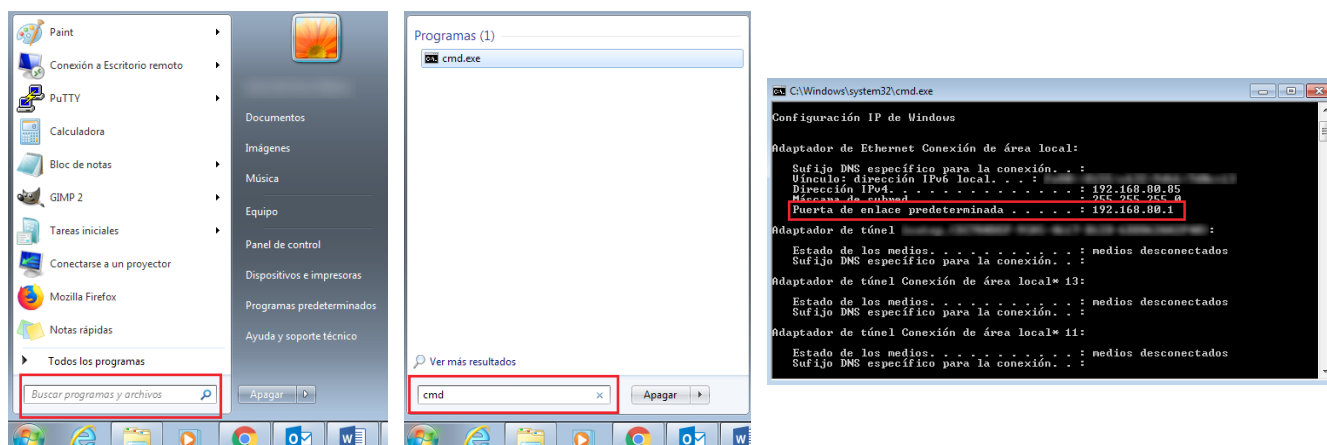 Paint
Conexión a Escritorio remoto
PuTTY
Calculadora
Bloc de notas
GIMP 2
Tareas iniciales
Conectarse a un proyector
Mozilla Firefox
Notas rápidas
Todos los programas
Buscar programas y archivos
Documentos
Imágenes
Música
Equipo
Panel de control
Dispositivos e impresoras
Programas predeterminados
Ayuda y soporte técnico
Apagar
Programas (1)
cmd.exe
Ver más resultados
cmd
Apagar
C:\Windows\system32\cmd.exe
Configuración IP de Windows
Adaptador de Ethernet Conexión de área local:
Sufijo DNS específico para la conexión. . :
Vínculo: dirección IPv6 local. . . :
Dirección IPv4. . . . . . . . . . . . . . : 192.168.80.85
Máscara de subred . . . . . . . . . . . . : 255.255.255.0
Puerta de enlace predeterminada . . . . . : 192.168.80.1
Adaptador de túnel
Estado de los medios. . . . . . . . . . . : medios desconectados
Sufijo DNS específico para la conexión. . :
Adaptador de túnel Conexión de área local* 13:
Estado de los medios. . . . . . . . . . . : medios desconectados
Sufijo DNS específico para la conexión. . :
Adaptador de túnel Conexión de área local* 11:
Estado de los medios. . . . . . . . . . . : medios desconectados
Sufijo DNS específico para la conexión. . :